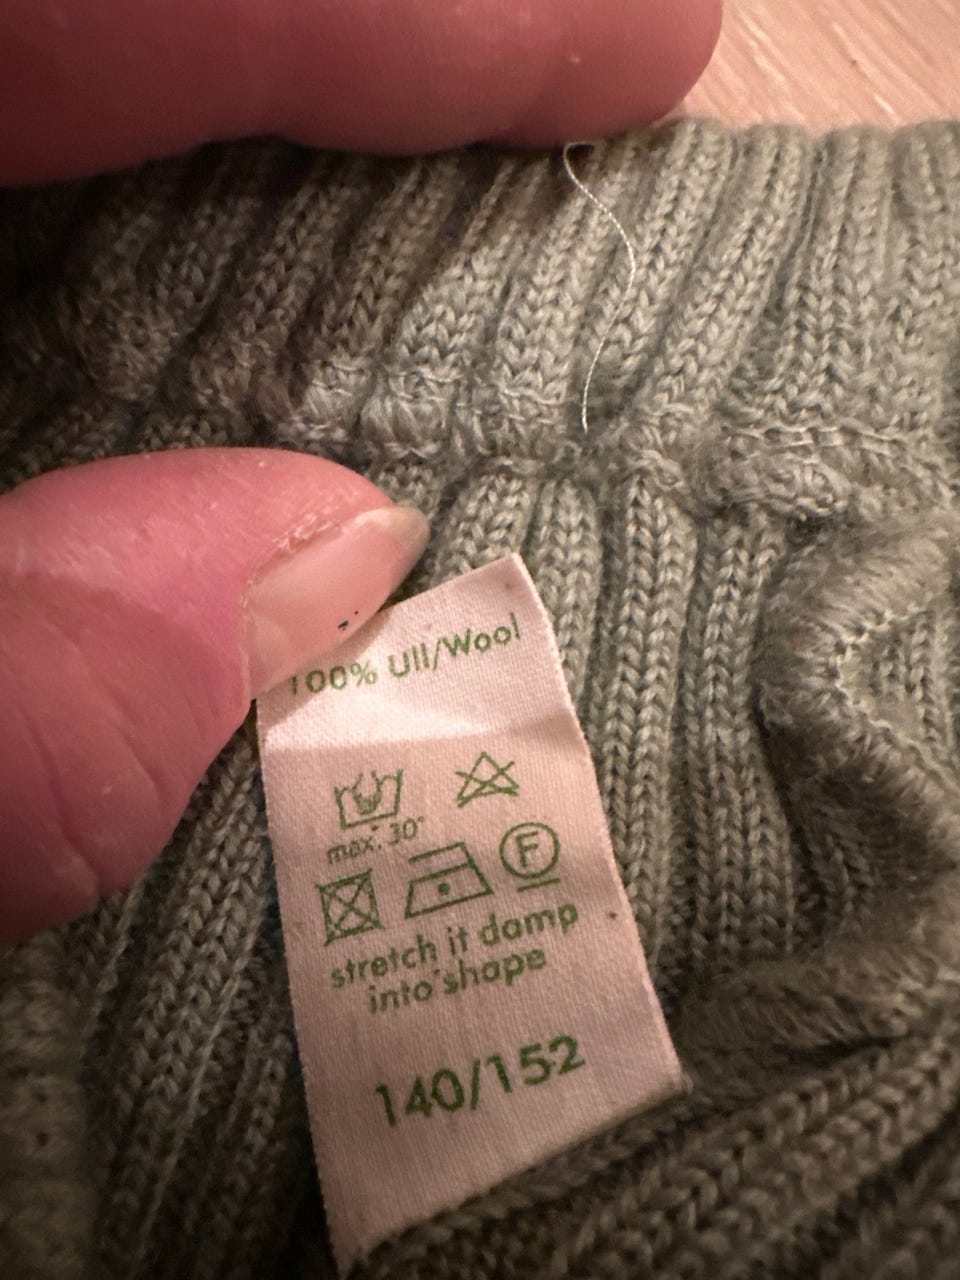 100% Ull/Wool
max. 30°
F
stretch it damp
into shape
140/152